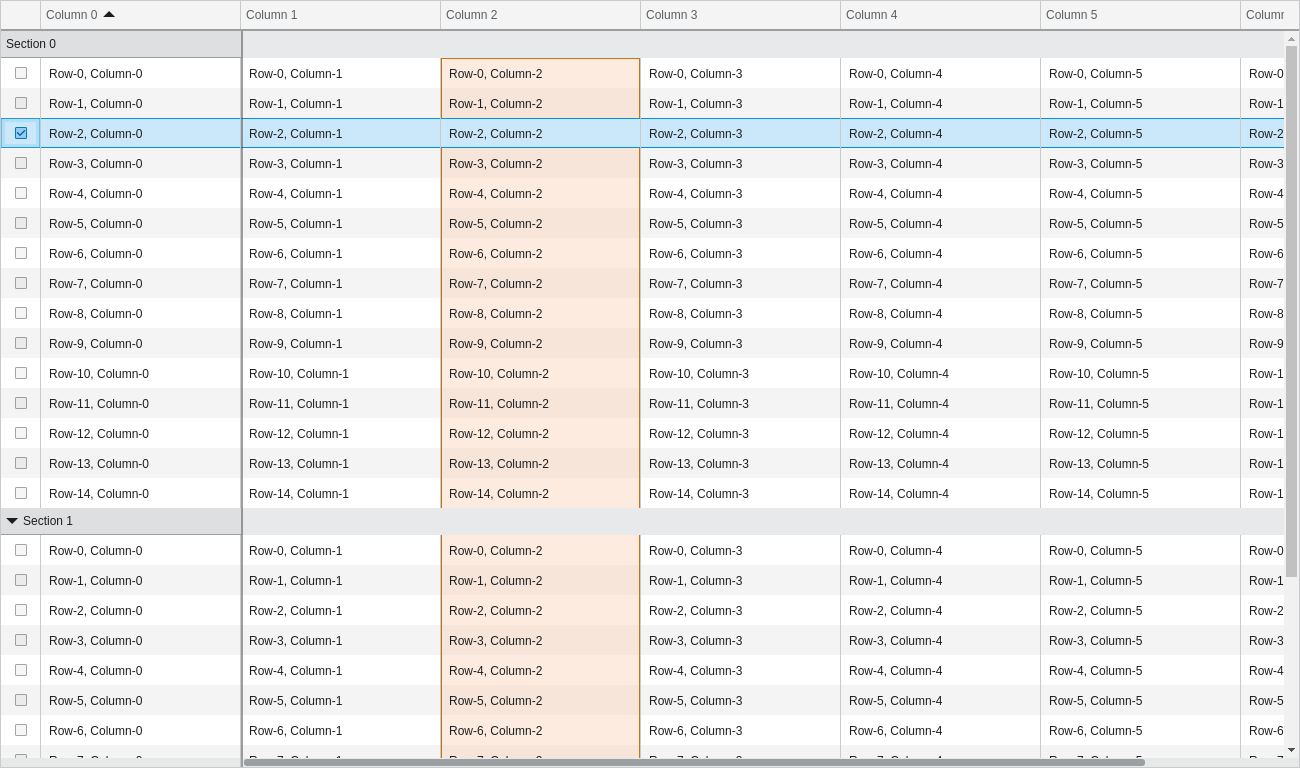 Column 0 Column 1 Column 2 Column 3 Column 4 Column 5 Colum
Section 0
Row-0, Column-0 Row-0, Column-1 Row-0, Column-2 Row-0, Column-3 Row-0, Column-4 Row-0, Column-5 Row-0
Row-1, Column-0 Row-1, Column-1 Row-1, Column-2 Row-1, Column-3 Row-1, Column-4 Row-1, Column-5 Row-1
Row-2, Column-0 Row-2, Column-1 Row-2, Column-2 Row-2, Column-3 Row-2, Column-4 Row-2, Column-5 Row-2
Row-3, Column-0 Row-3, Column-1 Row-3, Column-2 Row-3, Column-3 Row-3, Column-4 Row-3, Column-5 Row-3
Row-4, Column-0 Row-4, Column-1 Row-4, Column-2 Row-4, Column-3 Row-4, Column-4 Row-4, Column-5 Row-4
Row-5, Column-0 Row-5, Column-1 Row-5, Column-2 Row-5, Column-3 Row-5, Column-4 Row-5, Column-5 Row-5
Row-6, Column-0 Row-6, Column-1 Row-6, Column-2 Row-6, Column-3 Row-6, Column-4 Row-6, Column-5 Row-6
Row-7, Column-0 Row-7, Column-1 Row-7, Column-2 Row-7, Column-3 Row-7, Column-4 Row-7, Column-5 Row-7
Row-8, Column-0 Row-8, Column-1 Row-8, Column-2 Row-8, Column-3 Row-8, Column-4 Row-8, Column-5 Row-8
Row-9, Column-0 Row-9, Column-1 Row-9, Column-2 Row-9, Column-3 Row-9, Column-4 Row-9, Column-5 Row-9
Row-10, Column-0 Row-10, Column-1 Row-10, Column-2 Row-10, Column-3 Row-10, Column-4 Row-10, Column-5 Row-1
Row-11, Column-0 Row-11, Column-1 Row-11, Column-2 Row-11, Column-3 Row-11, Column-4 Row-11, Column-5 Row-1
Row-12, Column-0 Row-12, Column-1 Row-12, Column-2 Row-12, Column-3 Row-12, Column-4 Row-12, Column-5 Row-1
Row-13, Column-0 Row-13, Column-1 Row-13, Column-2 Row-13, Column-3 Row-13, Column-4 Row-13, Column-5 Row-1
Row-14, Column-0 Row-14, Column-1 Row-14, Column-2 Row-14, Column-3 Row-14, Column-4 Row-14, Column-5 Row-1
Section 1
Row-0, Column-0 Row-0, Column-1 Row-0, Column-2 Row-0, Column-3 Row-0, Column-4 Row-0, Column-5 Row-0
Row-1, Column-0 Row-1, Column-1 Row-1, Column-2 Row-1, Column-3 Row-1, Column-4 Row-1, Column-5 Row-1
Row-2, Column-0 Row-2, Column-1 Row-2, Column-2 Row-2, Column-3 Row-2, Column-4 Row-2, Column-5 Row-2
Row-3, Column-0 Row-3, Column-1 Row-3, Column-2 Row-3, Column-3 Row-3, Column-4 Row-3, Column-5 Row-3
Row-4, Column-0 Row-4, Column-1 Row-4, Column-2 Row-4, Column-3 Row-4, Column-4 Row-4, Column-5 Row-4
Row-5, Column-0 Row-5, Column-1 Row-5, Column-2 Row-5, Column-3 Row-5, Column-4 Row-5, Column-5 Row-5
Row-6, Column-0 Row-6, Column-1 Row-6, Column-2 Row-6, Column-3 Row-6, Column-4 Row-6, Column-5 Row-6